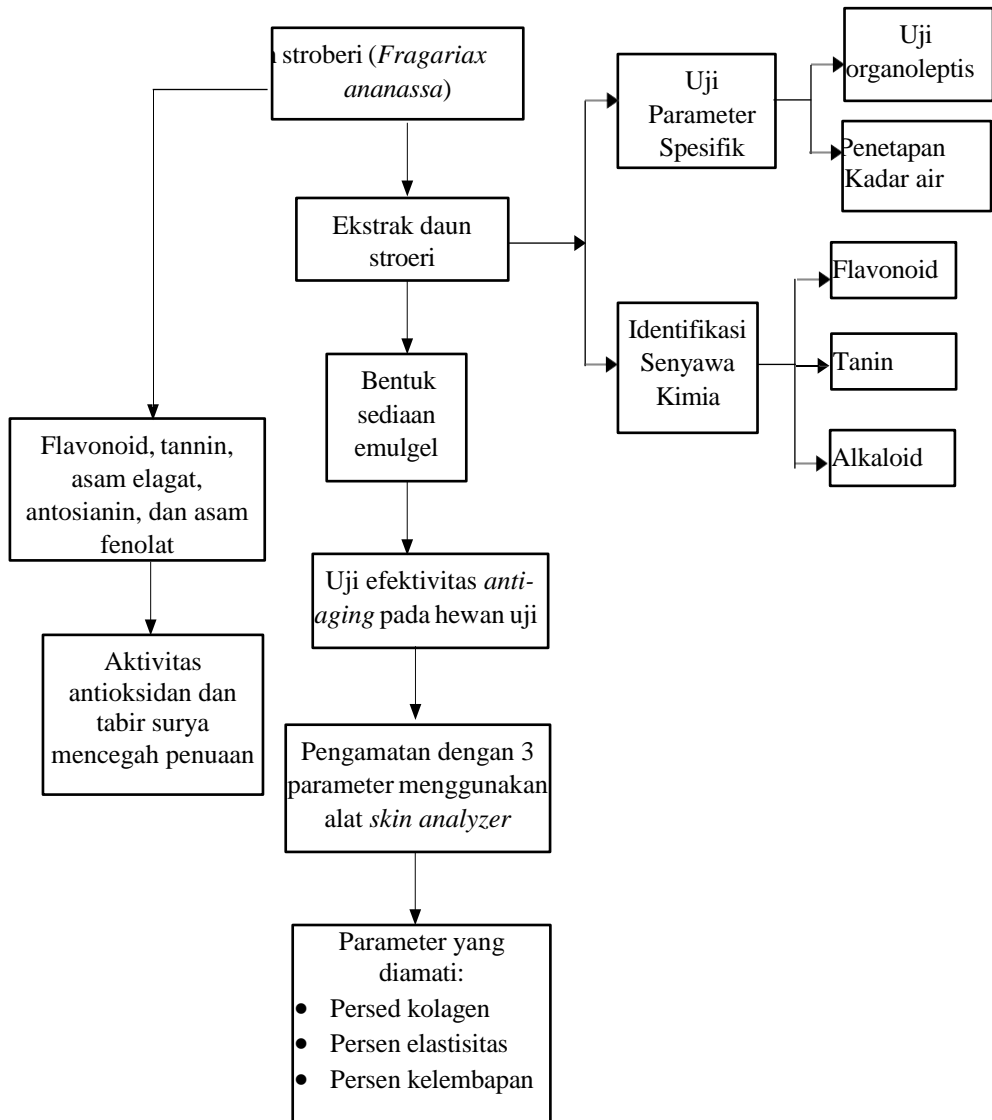 stroberi (Fragariax
ananassa)
Uji
Parameter
Spesifik
Uji
organoleptis
Penetapan
Kadar air
Ekstrak daun
stroeri
Identifikasi
Senyawa
Kimia
Flavonoid
Tanin
Alkaloid
Bentuk
sediaan
emulgel
Flavonoid, tannin,
asam elagat,
antosianin, dan asam
fenolat
Uji efektivitas anti-
aging pada hewan uji
Aktivitas
antioksidan dan
tabir surya
mencegah penuaan
Pengamatan dengan 3
parameter menggunakan
alat skin analyzer
Parameter yang
diamati:
• Persed kolagen
• Persen elastisitas
• Persen kelembapan